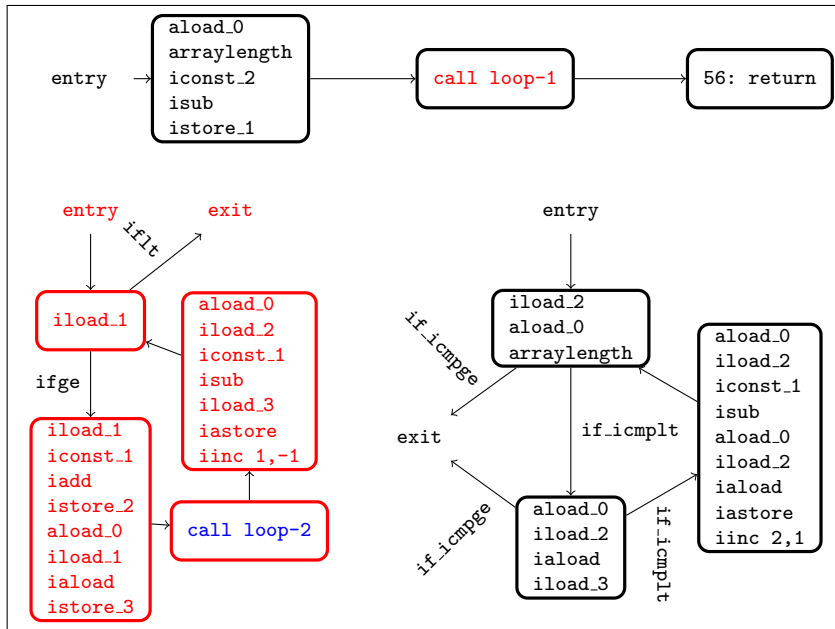 entry
aload_0
arraylength
iconst_2
isub
istore_1
call loop-1
56: return
entry
exit
iflt
iload_1
ifge
iload_1
iconst_1
iadd
istore_2
aload_0
iload_1
iaload
istore_3
call loop-2
aload_0
iload_2
iconst_1
isub
iload_3
iastore
iinc 1,-1
entry
iload_2
aload_0
arraylength
if_icmpge
exit
if_icmplt
if_icmpge
aload_0
iload_2
iaload
iload_3
if_icmplt
aload_0
iload_2
iconst_1
isub
aload_0
iload_2
iaload
iastore
iinc 2,1